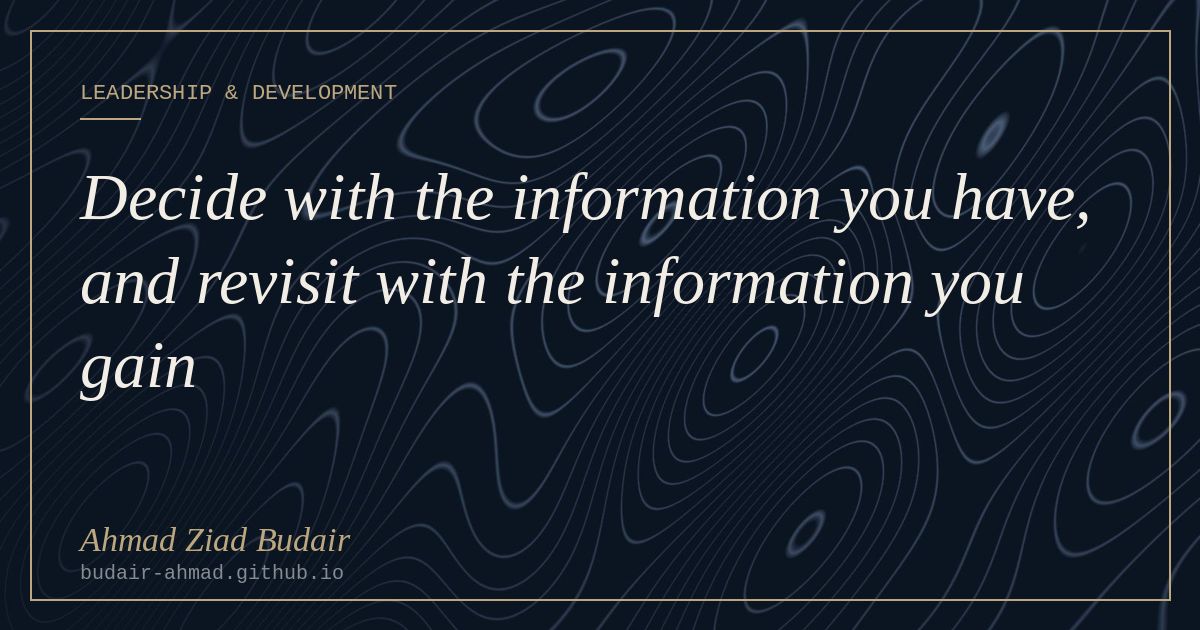 LEADERSHIP & DEVELOPMENT
Decide with the information you have,
and revisit with the information you
gain
Ahmad Ziad Budair
budair-ahmad.github.io